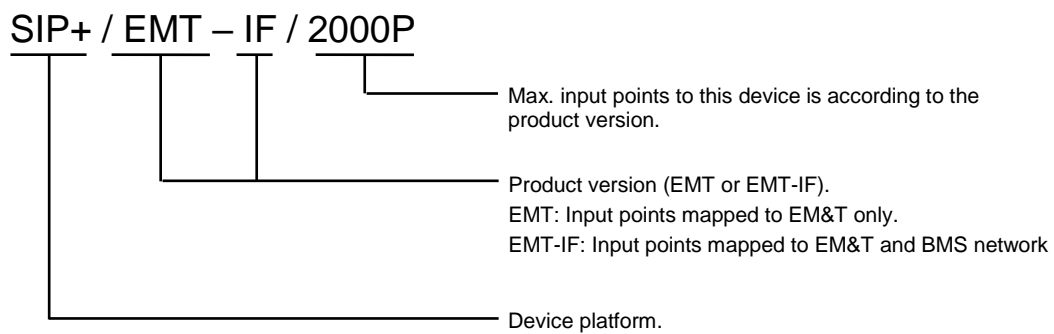 SIP+ / EMT – IF / 2000P
Max. input points to this device is according to the
product version.
Product version (EMT or EMT-IF).
EMT: Input points mapped to EM&T only.
EMT-IF: Input points mapped to EM&T and BMS network
Device platform.